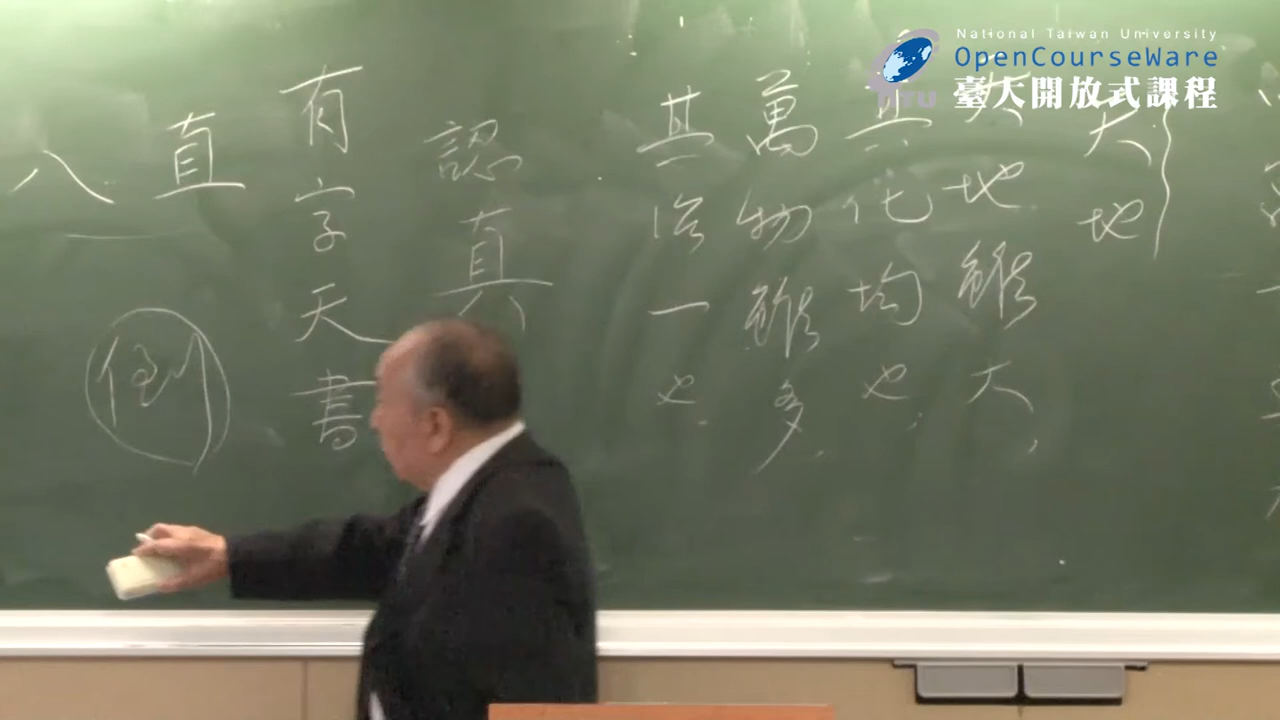 National Taiwan University
OpenCourseWare
臺大開放式課程
天地
天地雖大、
其化均也、
萬物雖多、
其治一也、
認真
有字天書
直
八
倒